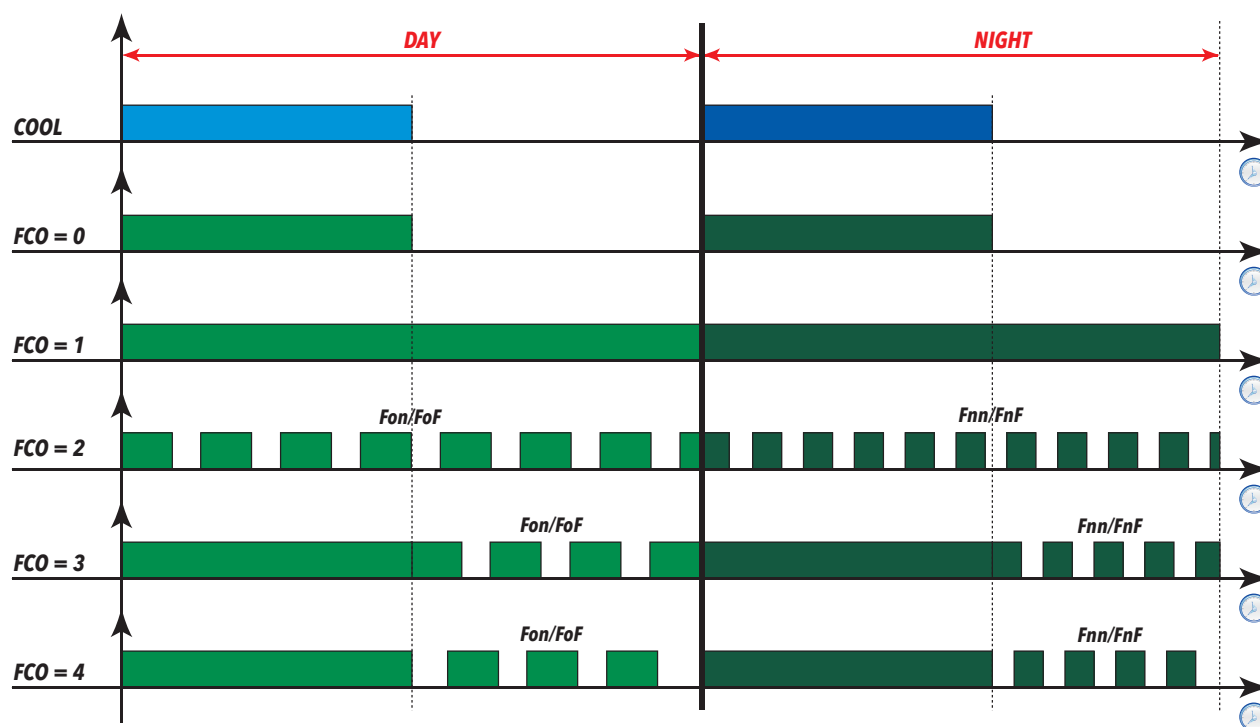 DAY
NIGHT
COOL
FCO = 0
FCO = 1
Fon/FoF
Fnn/FnF
FCO = 2
Fon/FoF
Fnn/FnF
FCO = 3
Fon/FoF
Fnn/FnF
FCO = 4